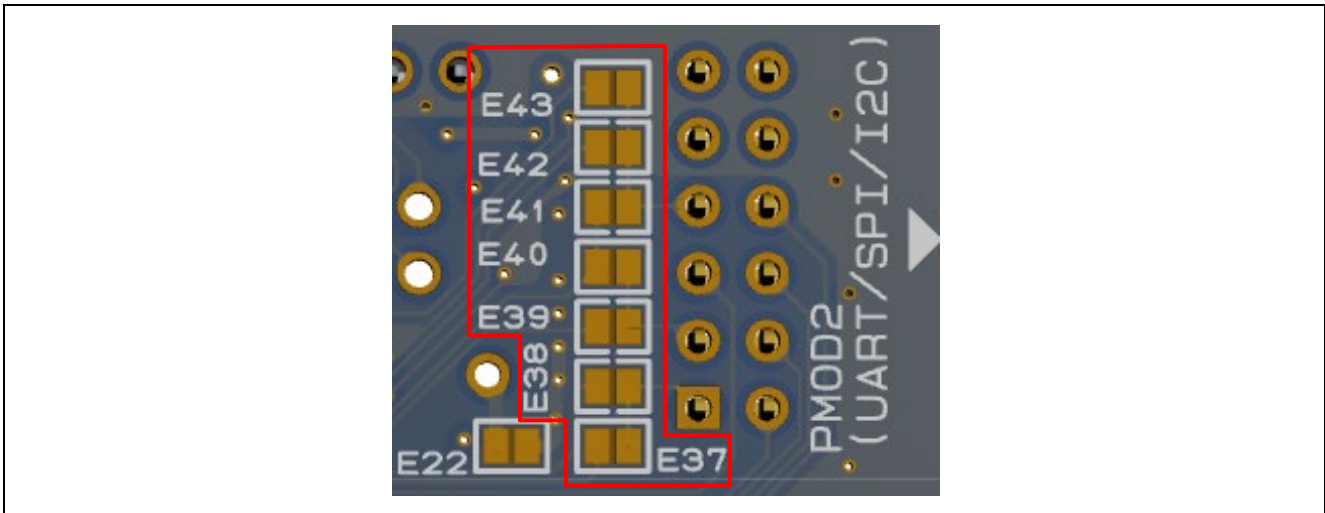 E43
E42
E41
E40
E39
E38
E22
E37
PMOD2
(UART/SPI/I2C)